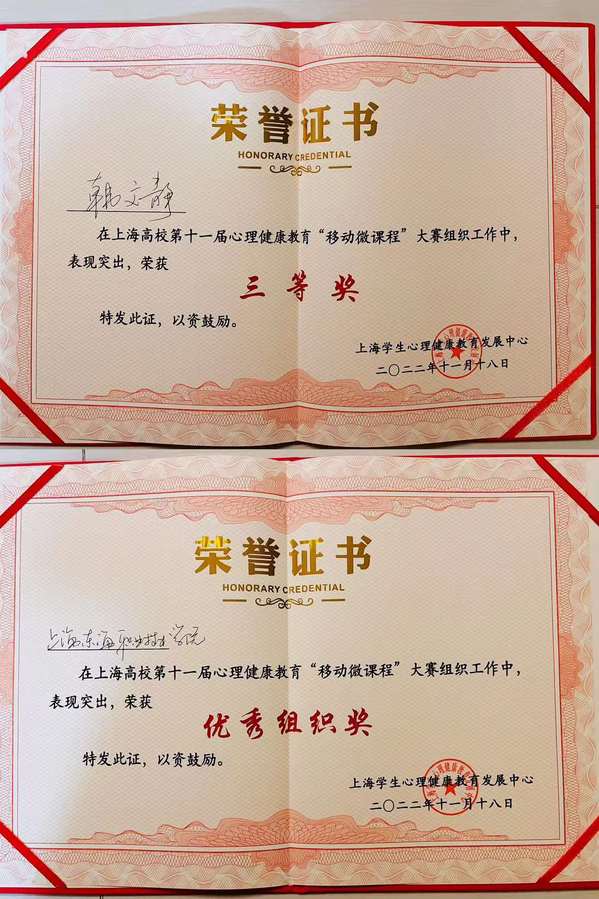 荣誉证书
HONORARY CREDENTIAL
韩文静
在上海高校第十一届心理健康教育“移动微课程”大赛组织工作中，
表现突出，荣获
三等奖
特发此证，以资鼓励。
上海学生心理健康教育发展中心
二〇二二年十一月十八日
荣誉证书
HONORARY CREDENTIAL
上海东海职业技术学院
在上海高校第十一届心理健康教育“移动微课程”大赛组织工作中，
表现突出，荣获
优秀组织奖
特发此证，以资鼓励。
上海学生心理健康教育发展中心
二〇二二年十一月十八日